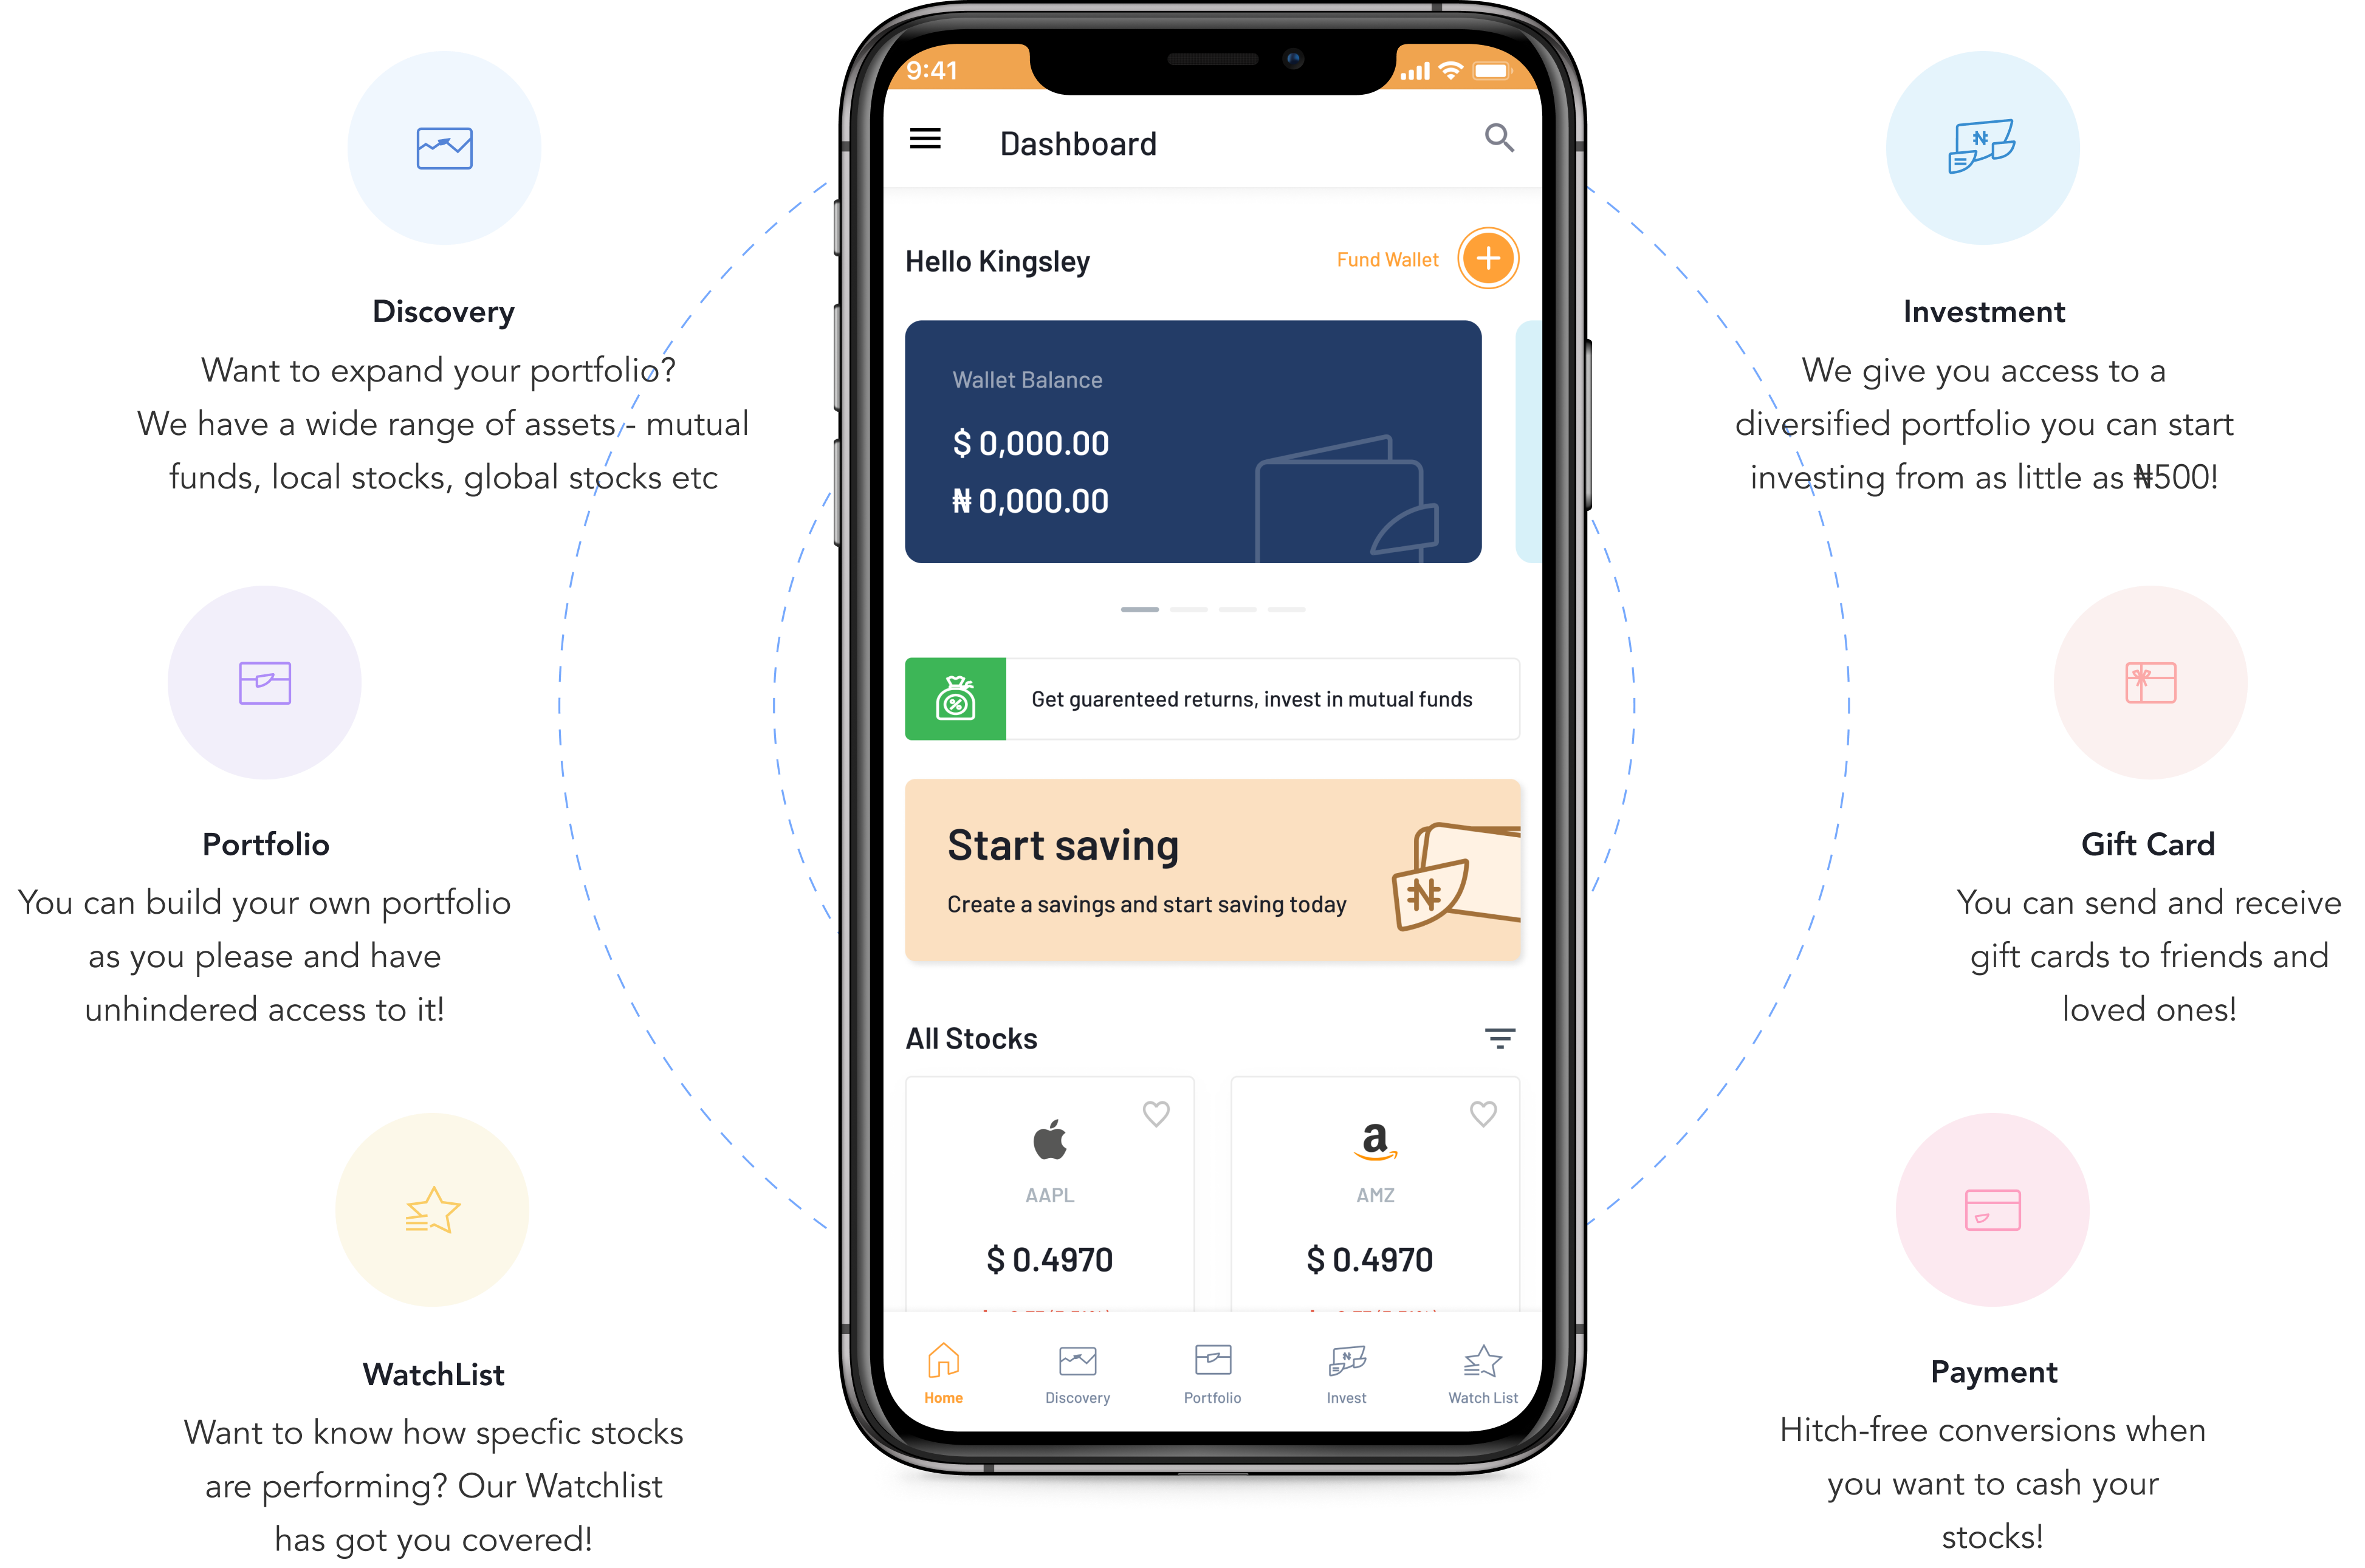 Discovery
Want to expand your portfolio?
We have a wide range of assets - mutual
funds, local stocks, global stocks etc
Portfolio
You can build your own portfolio
as you please and have
unhindered access to it!
WatchList
Want to know how specfic stocks
are performing? Our Watchlist
has got you covered!
9:41
Dashboard
Hello Kingsley
Fund Wallet
Wallet Balance
$ 0,000.00
₦ 0,000.00
Get guarenteed returns, invest in mutual funds
Start saving
Create a savings and start saving today
₦
All Stocks
a
AAPL
AMZ
$ 0.4970
$ 0.4970
Home
Discovery
Portfolio
Invest
Watch List
Investment
We give you access to a
diversified portfolio you can start
investing from as little as ₦500!
Gift Card
You can send and receive
gift cards to friends and
loved ones!
Payment
Hitch-free conversions when
you want to cash your
stocks!